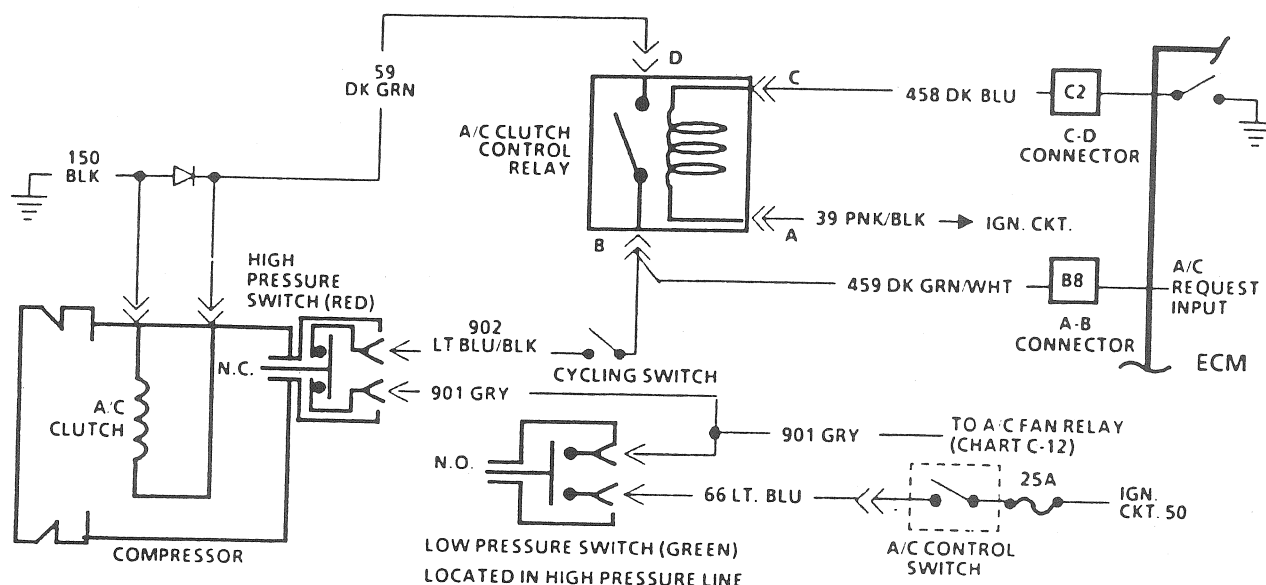 59
DK GRN
D
C
458 DK BLU
C2
C-D
CONNECTOR
A/C CLUTCH
CONTROL
RELAY
150
BLK
A
39 PNK/BLK
IGN. CKT.
B
HIGH
PRESSURE
SWITCH (RED)
459 DK GRN/WHT
B8
A/C
REQUEST
INPUT
A-B
CONNECTOR
ECM
902
LT BLU/BLK
N.C.
CYCLING SWITCH
901 GRY
A/C
CLUTCH
901 GRY
TO A/C FAN RELAY
(CHART C-12)
N.O.
25A
66 LT. BLU
IGN.
CKT. 50
COMPRESSOR
LOW PRESSURE SWITCH (GREEN)
LOCATED IN HIGH PRESSURE LINE
A/C CONTROL
SWITCH